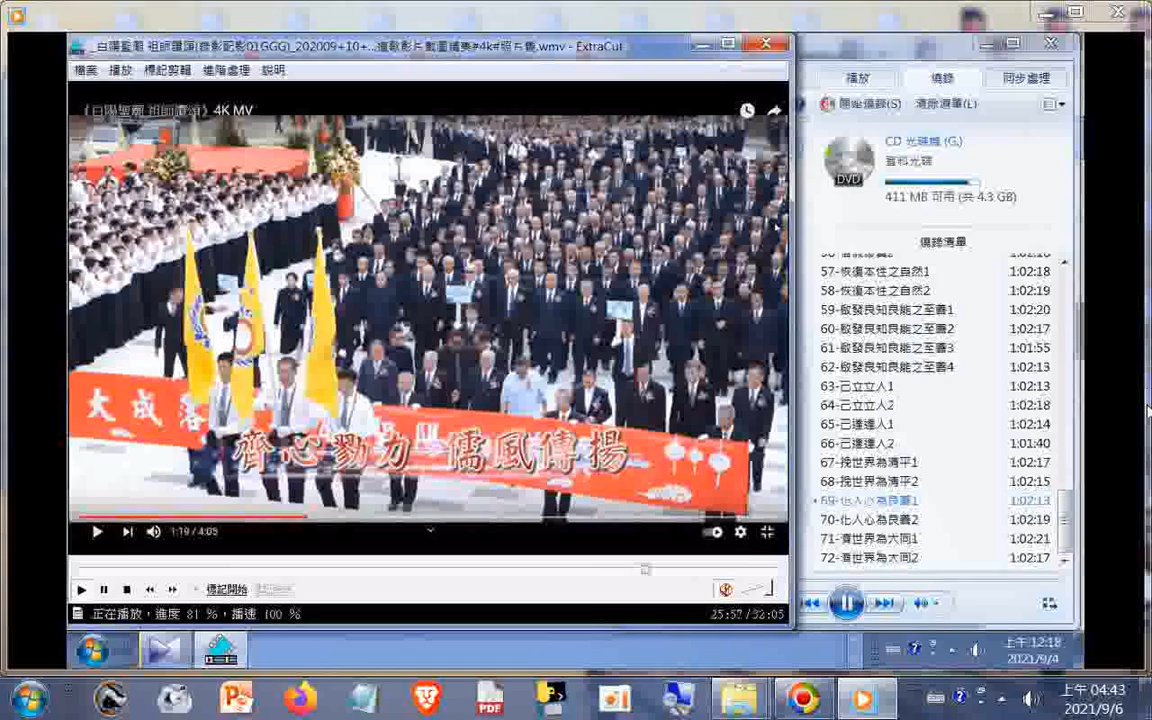 祖師讚頌
_202009+10+...
#4k#照片
.wmv - ExtraCut
檔案 播放 標記剪輯 進階處理 說明
《白陽聖廟 祖師讚頌》4K MV
大成
齊心勠力 儒風傳揚
1:19 / 4:05
標記開始
正在播放，進度 81 %，播速 100 %
25:57 / 32:05
播放 燒錄 同步處理
開始燒錄(S) 清除清單(L)
CD 光碟機 (G:)
資料光碟
DVD
411 MB 可用 (共 4.3 GB)
燒錄清單
57-恢復本性之自然1 1:02:18
58-恢復本性之自然2 1:02:19
59-啟發良知良能之至善1 1:02:20
60-啟發良知良能之至善2 1:02:17
61-啟發良知良能之至善3 1:01:55
62-啟發良知良能之至善4 1:02:13
63-己立立人1 1:02:13
64-己立立人2 1:02:18
65-己達達人1 1:02:14
66-己達達人2 1:01:40
67-挽世界為清平1 1:02:17
68-挽世界為清平2 1:02:15
69-化人心為良善1 1:02:13
70-化人心為良善2 1:02:19
71-濟世界為大同1 1:02:21
72-濟世界為大同2 1:02:17
上午 12:18
2021/9/4
PDF
上午 04:43
2021/9/6